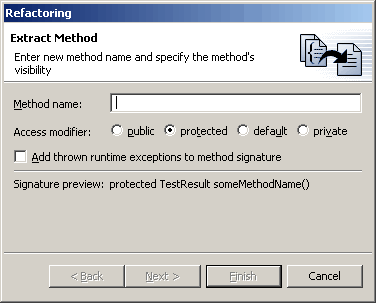 Refactoring
Extract Method
Enter new method name and specify the method's
visibility
Method name:
Access modifier: public protected default private
Add thrown runtime exceptions to method signature
Signature preview: protected TestResult someMethodName()
< Back Next > Finish Cancel